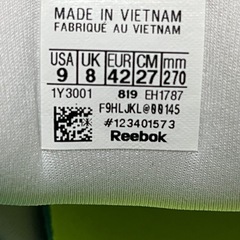 MADE IN VIETNAM
FABRIQUÉ AU VIETNAM
USA UK EUR CM mm
9 8 42 27 270
1Y3001 819 EH1787
F9HLJKL@00145
#123401573
Reebok